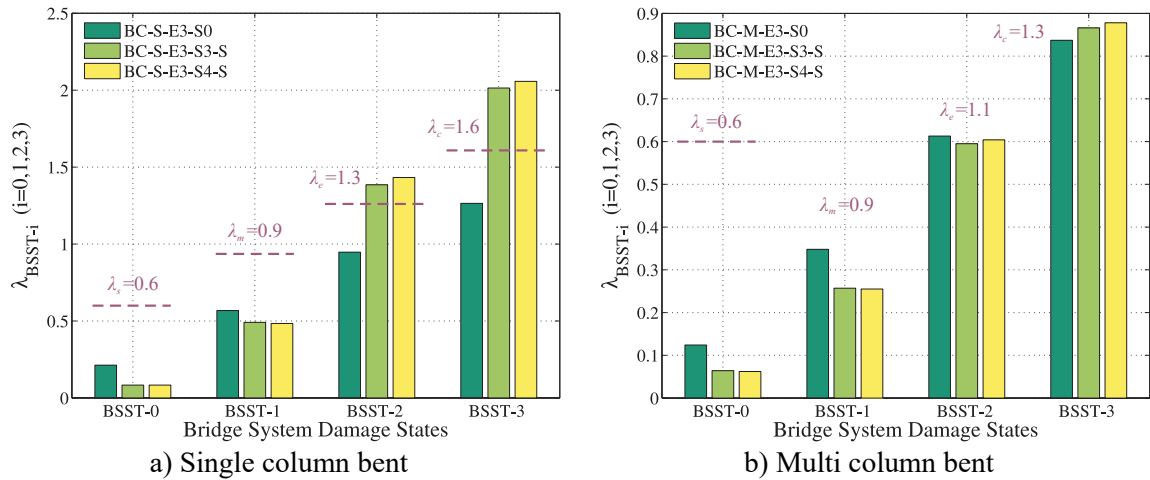 2.5
2
1.5
1
0.5
0
λBSST-i (i=0,1,2,3)
BC-S-E3-S0
BC-S-E3-S3-S
BC-S-E3-S4-S
λs=0.6
λm=0.9
λe=1.3
λc=1.6
BSST-0 BSST-1 BSST-2 BSST-3
Bridge System Damage States
a) Single column bent
0.9
0.8
0.7
0.6
0.5
0.4
0.3
0.2
0.1
0
λBSST-i (i=0,1,2,3)
BC-M-E3-S0
BC-M-E3-S3-S
BC-M-E3-S4-S
λs=0.6
λm=0.9
λe=1.1
λc=1.3
BSST-0 BSST-1 BSST-2 BSST-3
Bridge System Damage States
b) Multi column bent